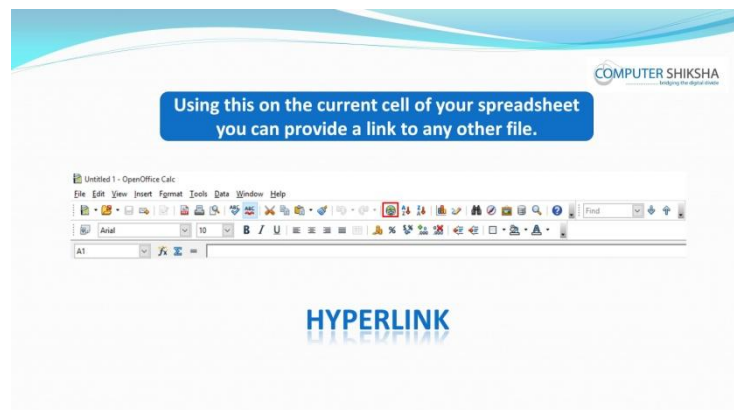 COMPUTER SHIKSHA
bridging the digital divide
Using this on the current cell of your spreadsheet
you can provide a link to any other file.
Untitled 1 - OpenOffice Calc
File Edit View Insert Format Tools Data Window Help
Find
Arial 10 B I U
A1
HYPERLINK